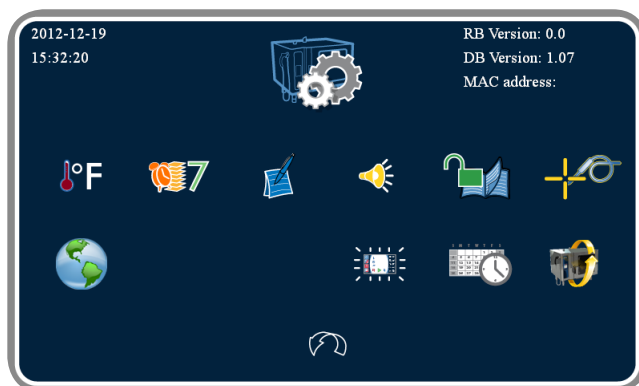 2012-12-19
15:32:20
RB Version: 0.0
DB Version: 1.07
MAC address:
°F
7